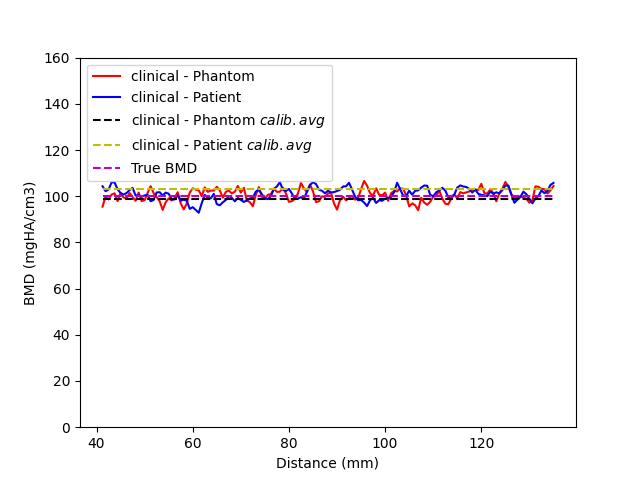 160
140
120
100
80
60
40
20
0
BMD (mgHA/cm3)
clinical - Phantom
clinical - Patient
clinical - Phantom calib.avg
clinical - Patient calib.avg
True BMD
40 60 80 100 120
Distance (mm)